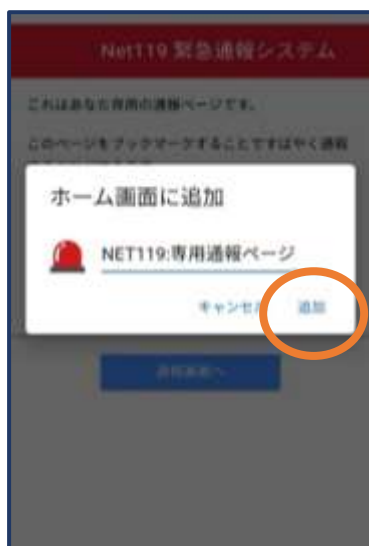 Net119 緊急通報システム
これはあなた専用の通報ページです。
このページをブックマークすることですばやく通報
ホーム画面に追加
NET119:専用通報ページ
キャンセル 追加